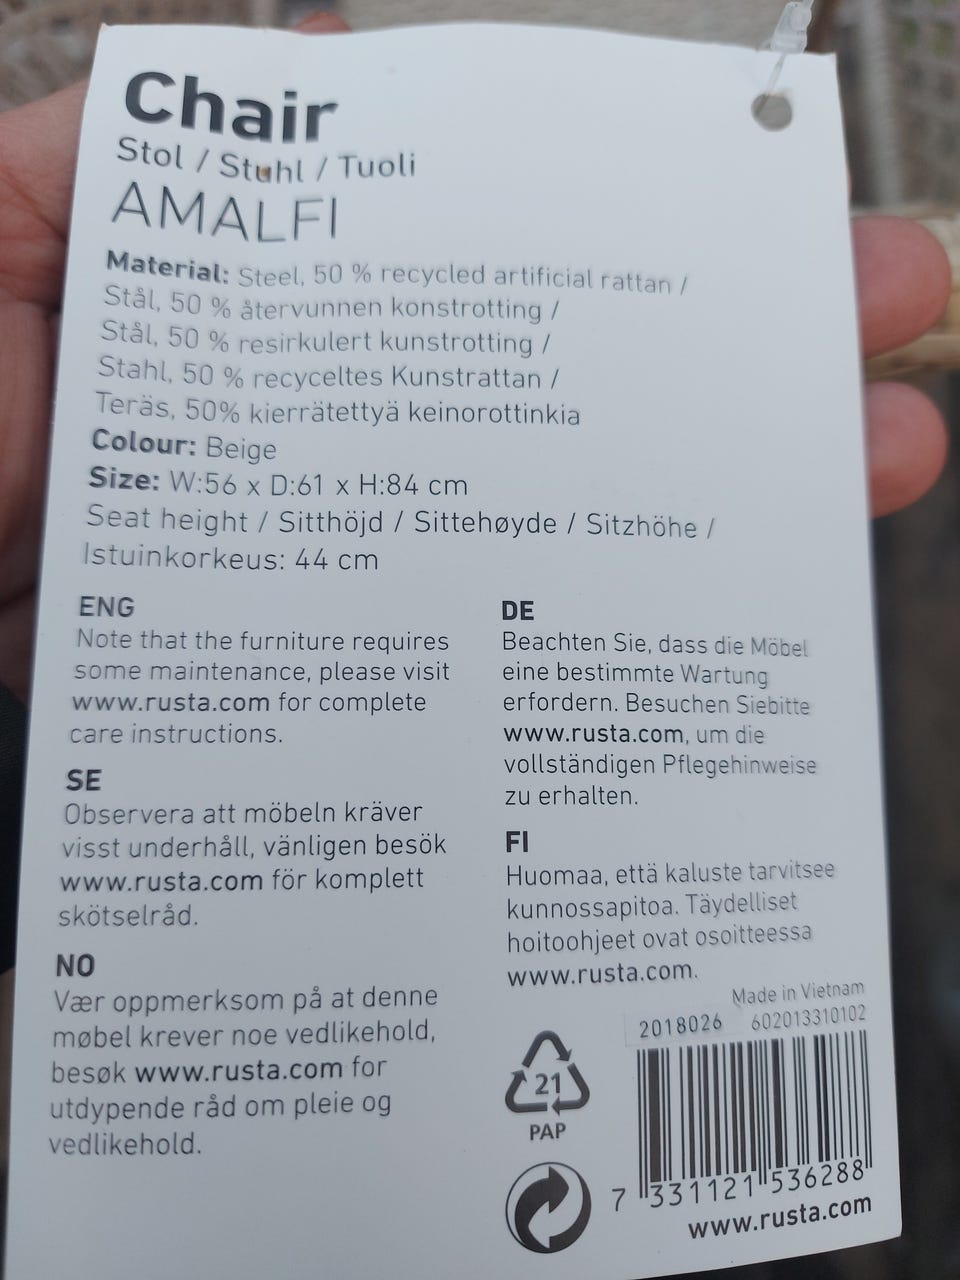 Chair
Stol / Stuhl / Tuoli
AMALFI
Material: Steel, 50 % recycled artificial rattan /
Stål, 50 % återvunnen konstrotting /
Stål, 50 % resirkulert kunstrotting /
Stahl, 50 % recyceltes Kunstrattan /
Teräs, 50% kierrätettyä keinorottinkia
Colour: Beige
Size: W:56 x D:61 x H:84 cm
Seat height / Sitthöjd / Sittehøyde / Sitzhöhe /
Istuinkorkeus: 44 cm
ENG
Note that the furniture requires
some maintenance, please visit
www.rusta.com for complete
care instructions.
SE
Observera att möbeln kräver
visst underhåll, vänligen besök
www.rusta.com för komplett
skötselråd.
NO
Vær oppmerksom på at denne
møbel krever noe vedlikehold,
besøk www.rusta.com for
utdypende råd om pleie og
vedlikehold.
DE
Beachten Sie, dass die Möbel
eine bestimmte Wartung
erfordern. Besuchen Siebitte
www.rusta.com, um die
vollständigen Pflegehinweise
zu erhalten.
FI
Huomaa, että kaluste tarvitsee
kunnossapitoa. Täydelliset
hoitoohjeet ovat osoitteessa
www.rusta.com.
Made in Vietnam
2018026 602013310102
21
PAP
7 331121 536288
www.rusta.com